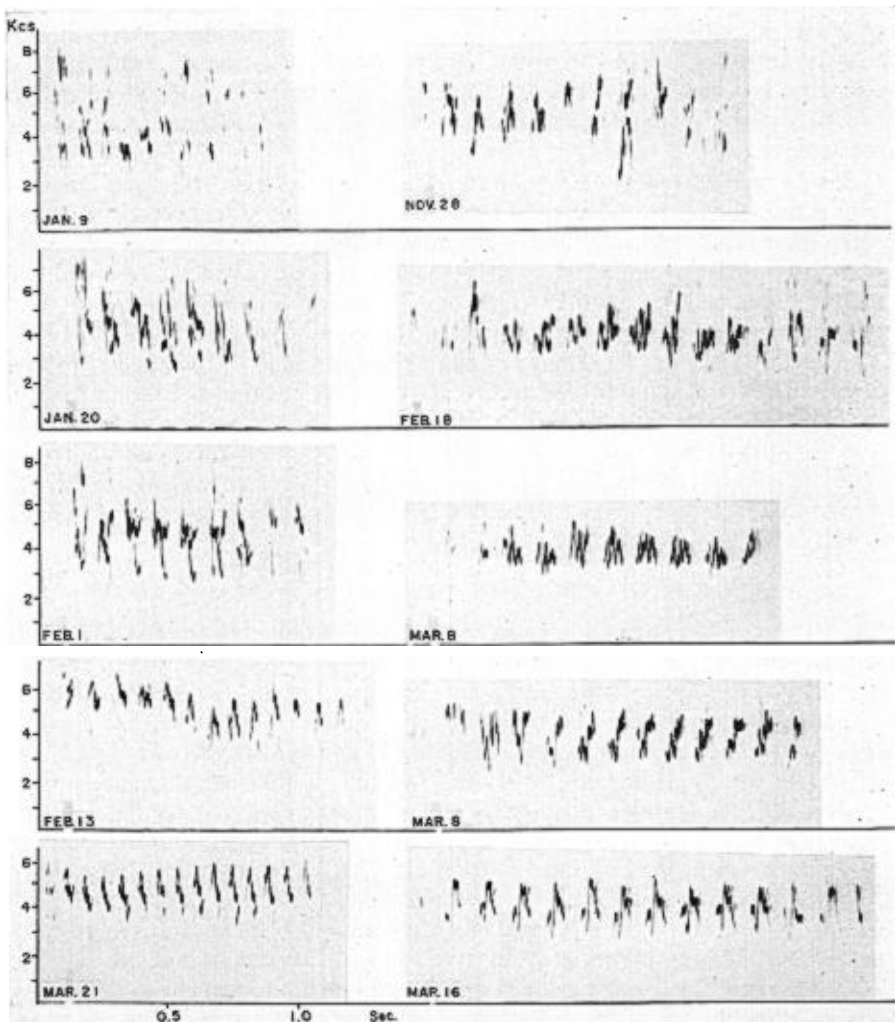 Kcs.
8
6
4
2
JAN. 9
NOV. 28
6
4
2
JAN. 20
FEB. 18
8
6
4
2
FEB. 1
MAR. 8
6
4
2
FEB. 13
MAR. 8
6
4
2
MAR. 21
MAR. 16
0.5 1.0 Sec.